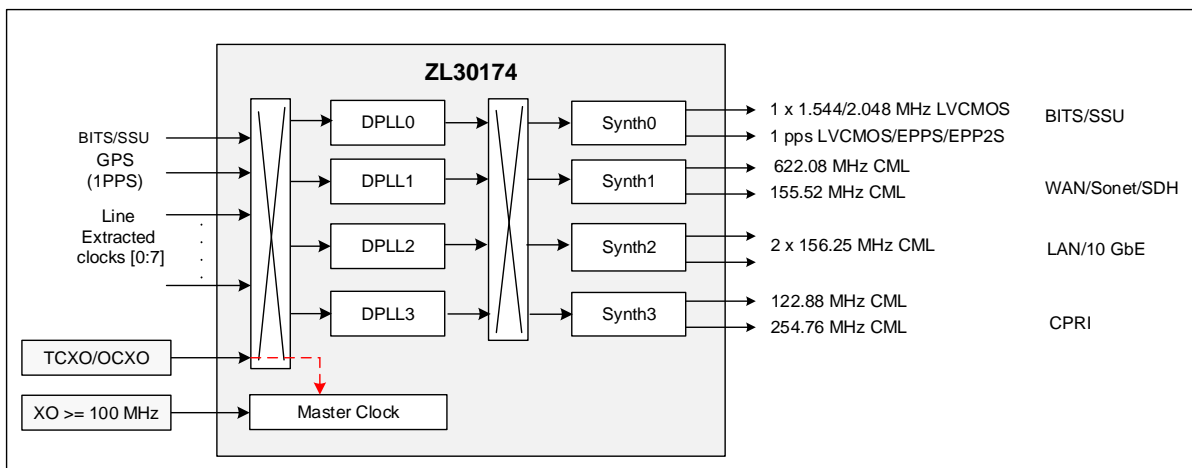 ZL30174
BITS/SSU
GPS
(1PPS)
Line
Extracted
clocks [0:7]
TCXO/OCXO
XO >= 100 MHz
DPLL0
DPLL1
DPLL2
DPLL3
Master Clock
Synth0
Synth1
Synth2
Synth3
1 x 1.544/2.048 MHz LVCMOS
1 pps LVCMOS/EPPS/EPP2S
622.08 MHz CML
155.52 MHz CML
2 x 156.25 MHz CML
122.88 MHz CML
254.76 MHz CML
BITS/SSU
WAN/Sonet/SDH
LAN/10 GbE
CPRI